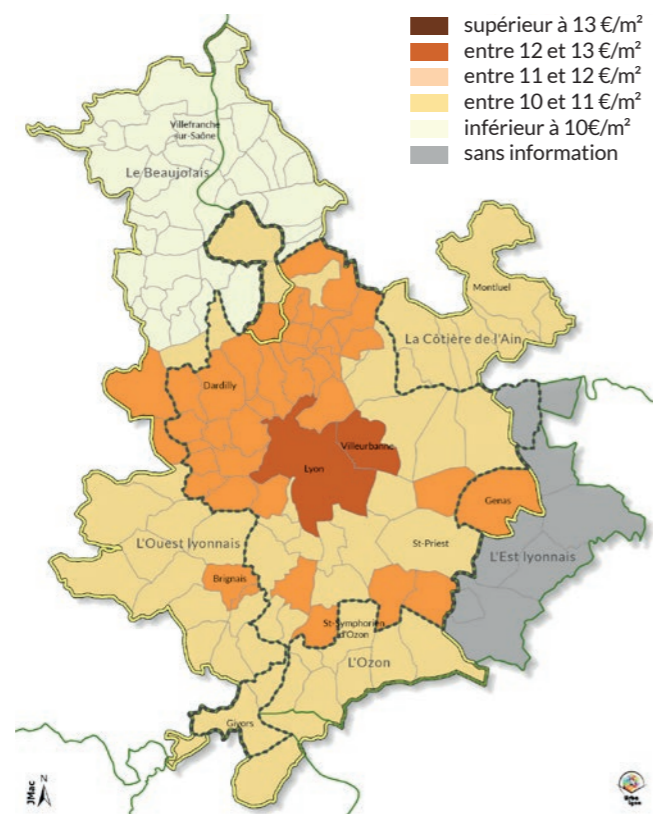 supérieur à 13 €/m²
entre 12 et 13 €/m²
entre 11 et 12 €/m²
entre 10 et 11 €/m²
inférieur à 10€/m²
sans information
Villefranche
sur-Saône
Le Beaujolais
Montluel
La Côtière de l'Ain
Dardilly
Villeurbanne
Lyon
Genas
L'Ouest lyonnais
St-Priest
L'Est lyonnais
Brignais
St-Symphorien
d'Ozon
L'Ozon
Givors
JMac
N